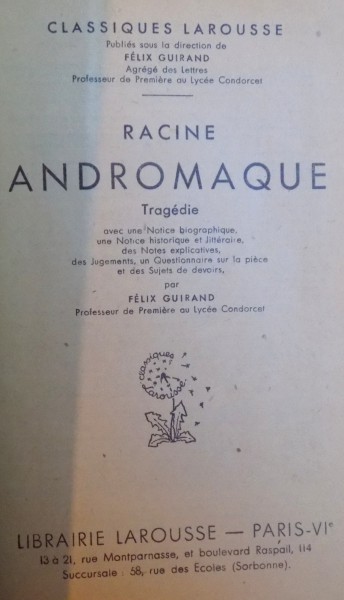 CLASSIQUES LAROUSSE
Publiés sous la direction de
FÉLIX GUIRAND
Agrégé des Lettres
Professeur de Première au Lycée Condorcet
RACINE
ANDROMAQUE
Tragédie
avec une Notice biographique,
une Notice historique et littéraire,
des Notes explicatives,
des Jugements, un Questionnaire sur la pièce
et des Sujets de devoirs,
par
FÉLIX GUIRAND
Professeur de Première au Lycée Condorcet
Classiques
Larousse
LIBRAIRIE LAROUSSE — PARIS-VIe
13 à 21, rue Montparnasse, et boulevard Raspail, 114
Succursale : 58, rue des Écoles (Sorbonne).